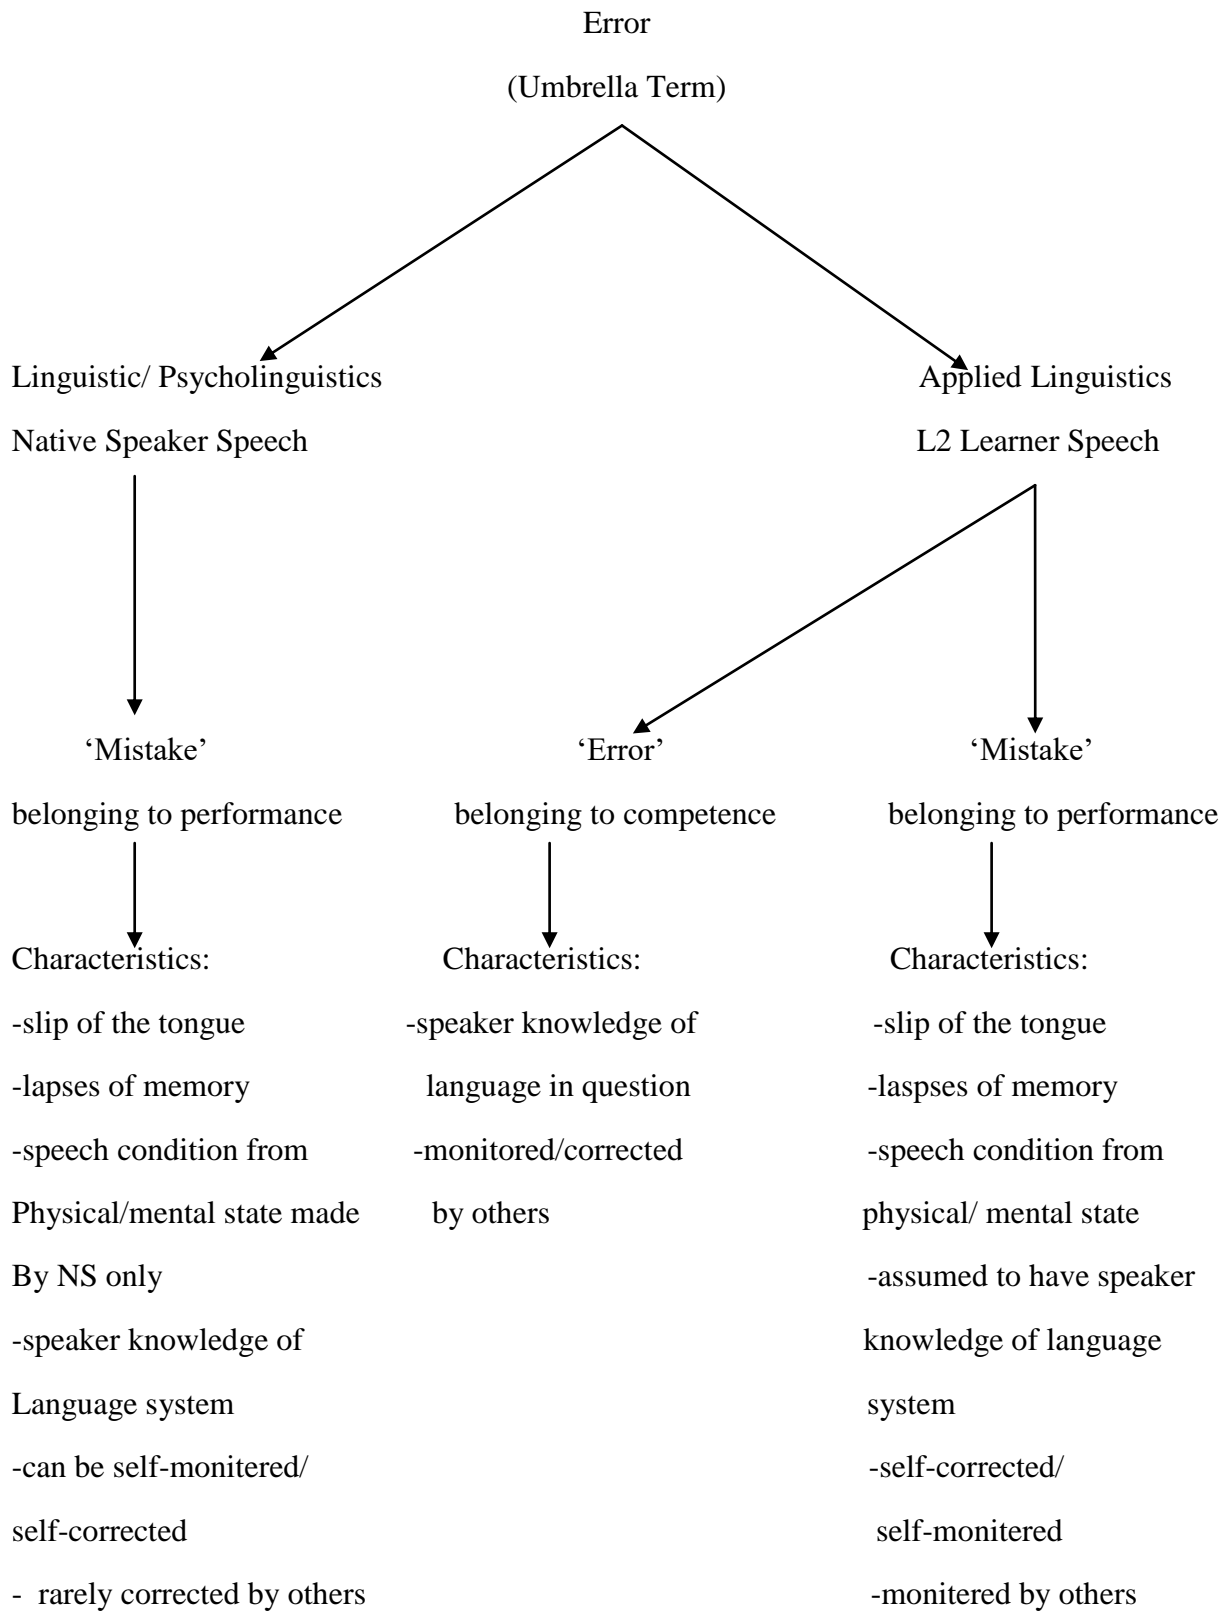 Error
(Umbrella Term)
Linguistic/ Psycholinguistics
Applied Linguistics
Native Speaker Speech
L2 Learner Speech
‘Mistake’
‘Error’
‘Mistake’
belonging to performance
belonging to competence
belonging to performance
Characteristics:
-slip of the tongue
-lapses of memory
-speech condition from
Physical/mental state made
By NS only
-speaker knowledge of
Language system
-can be self-monitered/
self-corrected
- rarely corrected by others
Characteristics:
-speaker knowledge of
language in question
-monitored/corrected
by others
Characteristics:
-slip of the tongue
-laspses of memory
-speech condition from
physical/ mental state
-assumed to have speaker
knowledge of language
system
-self-corrected/
self-monitered
-monitered by others